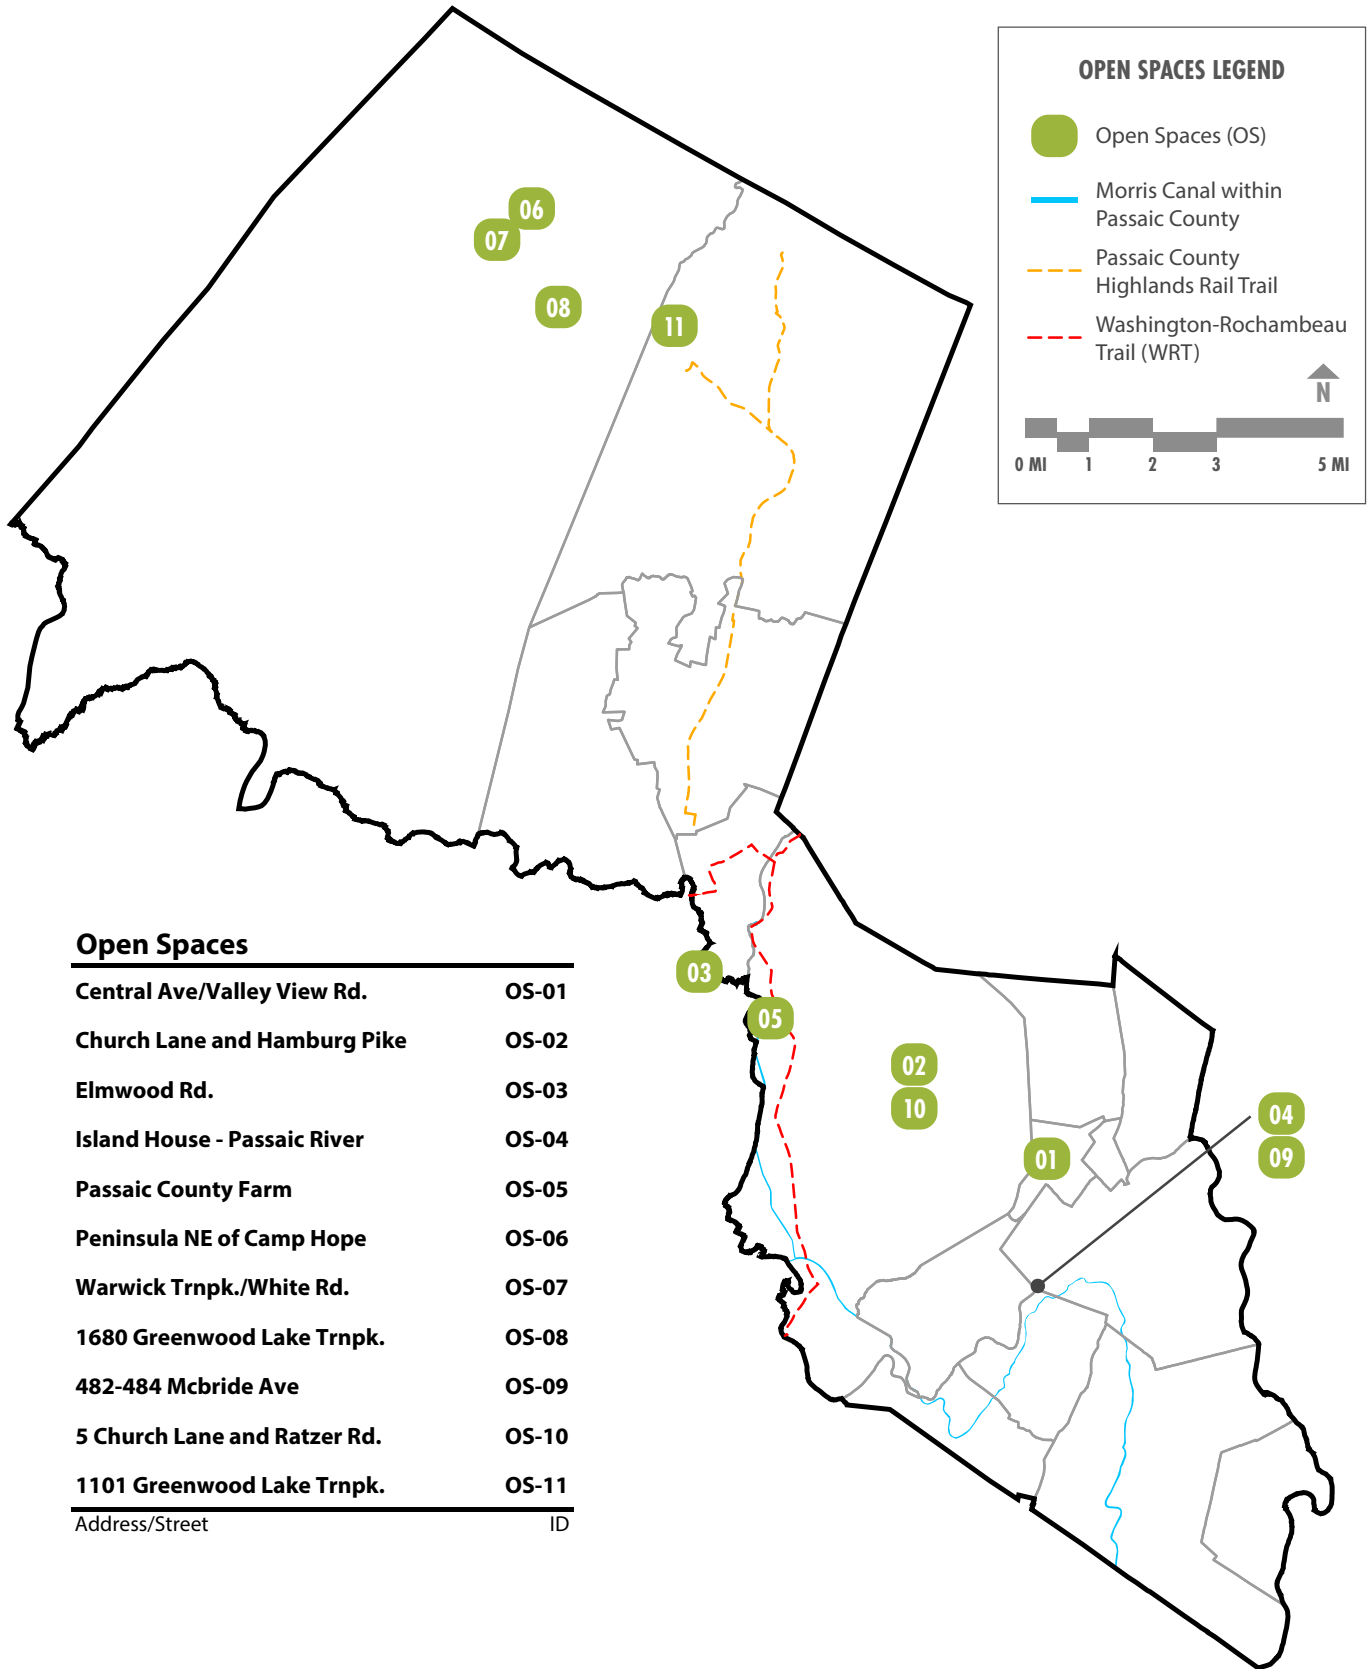 OPEN SPACES LEGEND
Open Spaces (OS)
Morris Canal within
Passaic County
Passaic County
Highlands Rail Trail
Washington-Rochambeau
Trail (WRT)
N
0 MI 1 2 3 5 MI
06
07
08
11
03
05
02
10
01
04
09
Open Spaces
Central Ave/Valley View Rd. OS-01
Church Lane and Hamburg Pike OS-02
Elmwood Rd. OS-03
Island House - Passaic River OS-04
Passaic County Farm OS-05
Peninsula NE of Camp Hope OS-06
Warwick Trnpk./White Rd. OS-07
1680 Greenwood Lake Trnpk. OS-08
482-484 Mcbride Ave OS-09
5 Church Lane and Ratzer Rd. OS-10
1101 Greenwood Lake Trnpk. OS-11
Address/Street ID